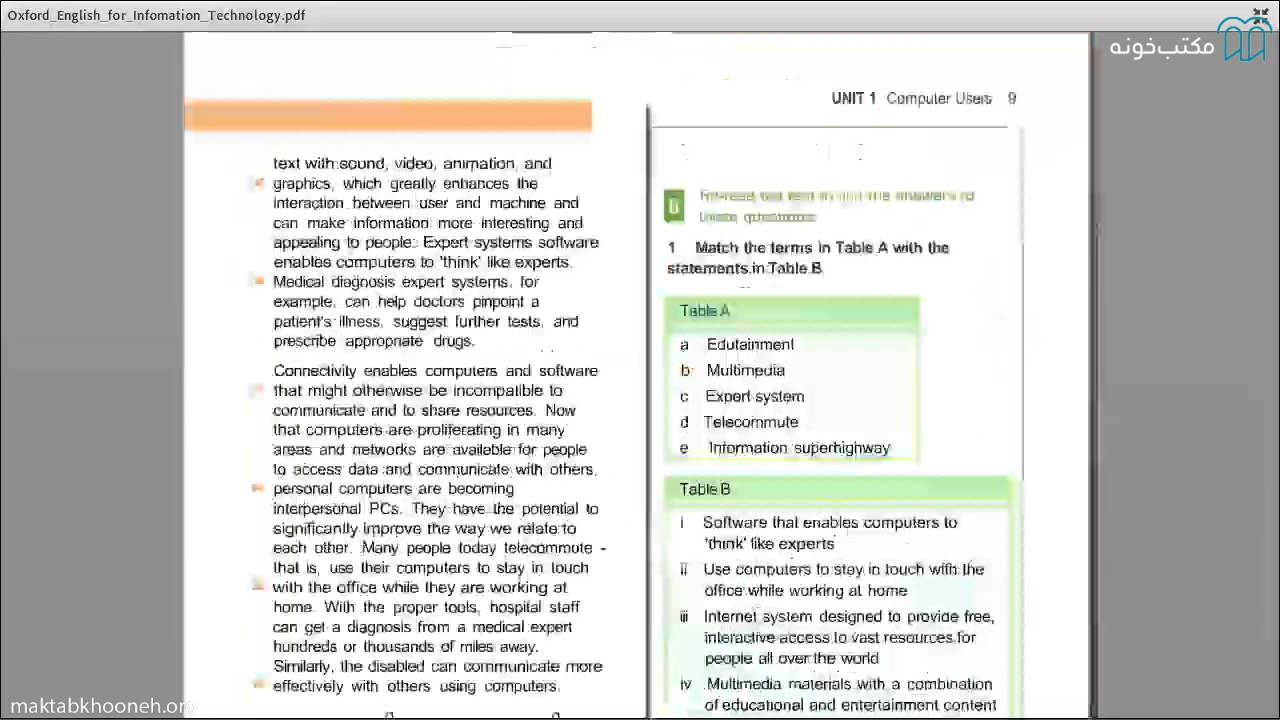 Oxford_English_for_Infomation_Technology.pdf
مکتب‌خونه
UNIT 1 Computer Users 9
text with sound, video, animation, and
graphics, which greatly enhances the
interaction between user and machine and
can make information more interesting and
appealing to people. Expert systems software
enables computers to 'think' like experts.
Medical diagnosis expert systems, for
example, can help doctors pinpoint a
patient's illness, suggest further tests, and
prescribe appropriate drugs.
Connectivity enables computers and software
that might otherwise be incompatible to
communicate and to share resources. Now
that computers are proliferating in many
areas and networks are available for people
to access data and communicate with others,
personal computers are becoming
interpersonal PCs. They have the potential to
significantly improve the way we relate to
each other. Many people today telecommute -
that is, use their computers to stay in touch
with the office while they are working at
home. With the proper tools, hospital staff
can get a diagnosis from a medical expert
hundreds or thousands of miles away.
Similarly, the disabled can communicate more
effectively with others using computers.
these questions
1 Match the terms in Table A with the
statements in Table B
Table A
a Edutainment
b Multimedia
c Expert system
d Telecommute
e Information superhighway
Table B
i Software that enables computers to
'think' like experts
ii Use computers to stay in touch with the
office while working at home
iii Internet system designed to provide free,
interactive access to vast resources for
people all over the world
iv Multimedia materials with a combination
of educational and entertainment content
maktabkhooneh.org